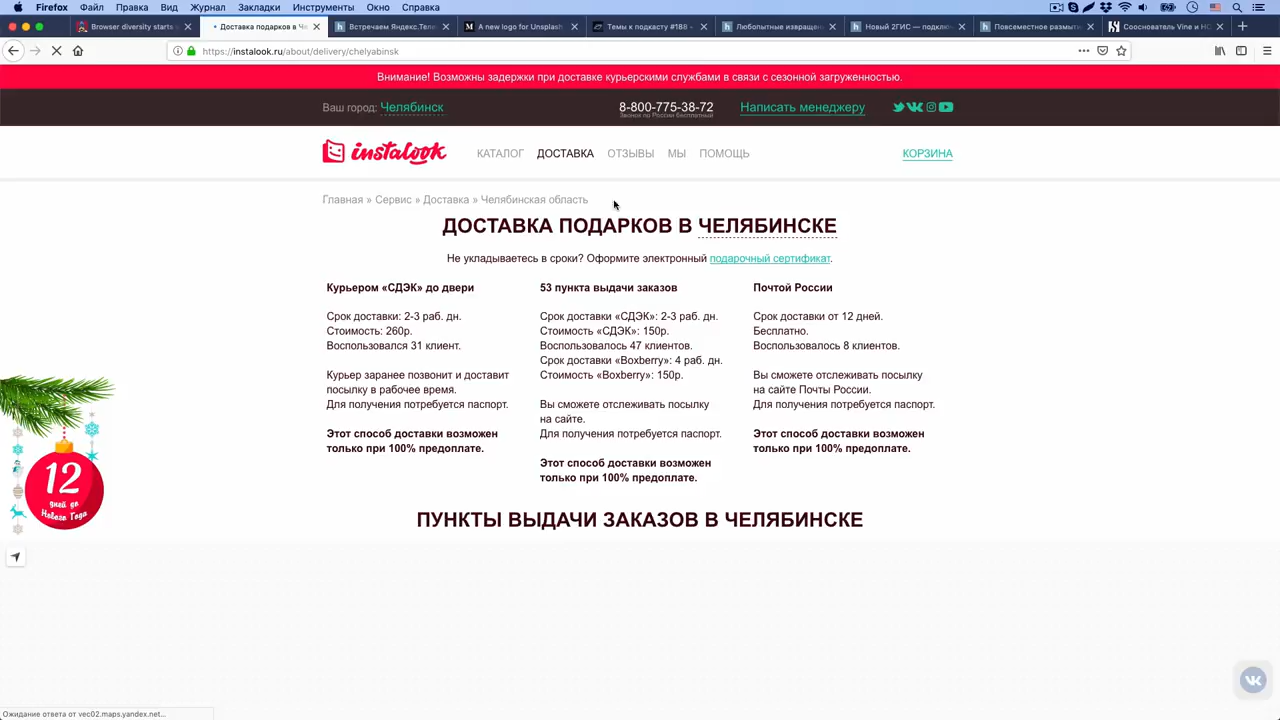 Firefox Файл Правка Вид Журнал Закладки Инструменты Окно Справка
Browser diversity starts
Доставка подарков в Че
Встречаем Яндекс.Теле
A new logo for Unsplash
Темы к подкасту #188 –
Любопытные извращен
Новый 2ГИС — подклю
Повсеместное размыти
Сооснователь Vine и HQ
https://instalook.ru/about/delivery/chelyabinsk
Внимание! Возможны задержки при доставке курьерскими службами в связи с сезонной загруженностью.
Ваш город: Челябинск
8-800-775-38-72
Звонок по России бесплатный
Написать менеджеру
instalook
КАТАЛОГ ДОСТАВКА ОТЗЫВЫ МЫ ПОМОЩЬ
КОРЗИНА
Главная » Сервис » Доставка » Челябинская область
ДОСТАВКА ПОДАРКОВ В ЧЕЛЯБИНСКЕ
Не укладываетесь в сроки? Оформите электронный подарочный сертификат.
Курьером «СДЭК» до двери
Срок доставки: 2-3 раб. дн.
Стоимость: 260р.
Воспользовался 31 клиент.
Курьер заранее позвонит и доставит
посылку в рабочее время.
Для получения потребуется паспорт.
Этот способ доставки возможен
только при 100% предоплате.
53 пункта выдачи заказов
Срок доставки «СДЭК»: 2-3 раб. дн.
Стоимость «СДЭК»: 150р.
Воспользовалось 47 клиентов.
Срок доставки «Boxberry»: 4 раб. дн.
Стоимость «Boxberry»: 150р.
Вы сможете отслеживать посылку
на сайте.
Для получения потребуется паспорт.
Этот способ доставки возможен
только при 100% предоплате.
Почтой России
Срок доставки от 12 дней.
Бесплатно.
Воспользовалось 8 клиентов.
Вы сможете отслеживать посылку
на сайте Почты России.
Для получения потребуется паспорт.
Этот способ доставки возможен
только при 100% предоплате.
12
дней до
Нового Года
ПУНКТЫ ВЫДАЧИ ЗАКАЗОВ В ЧЕЛЯБИНСКЕ
Ожидание ответа от vec02.maps.yandex.net...